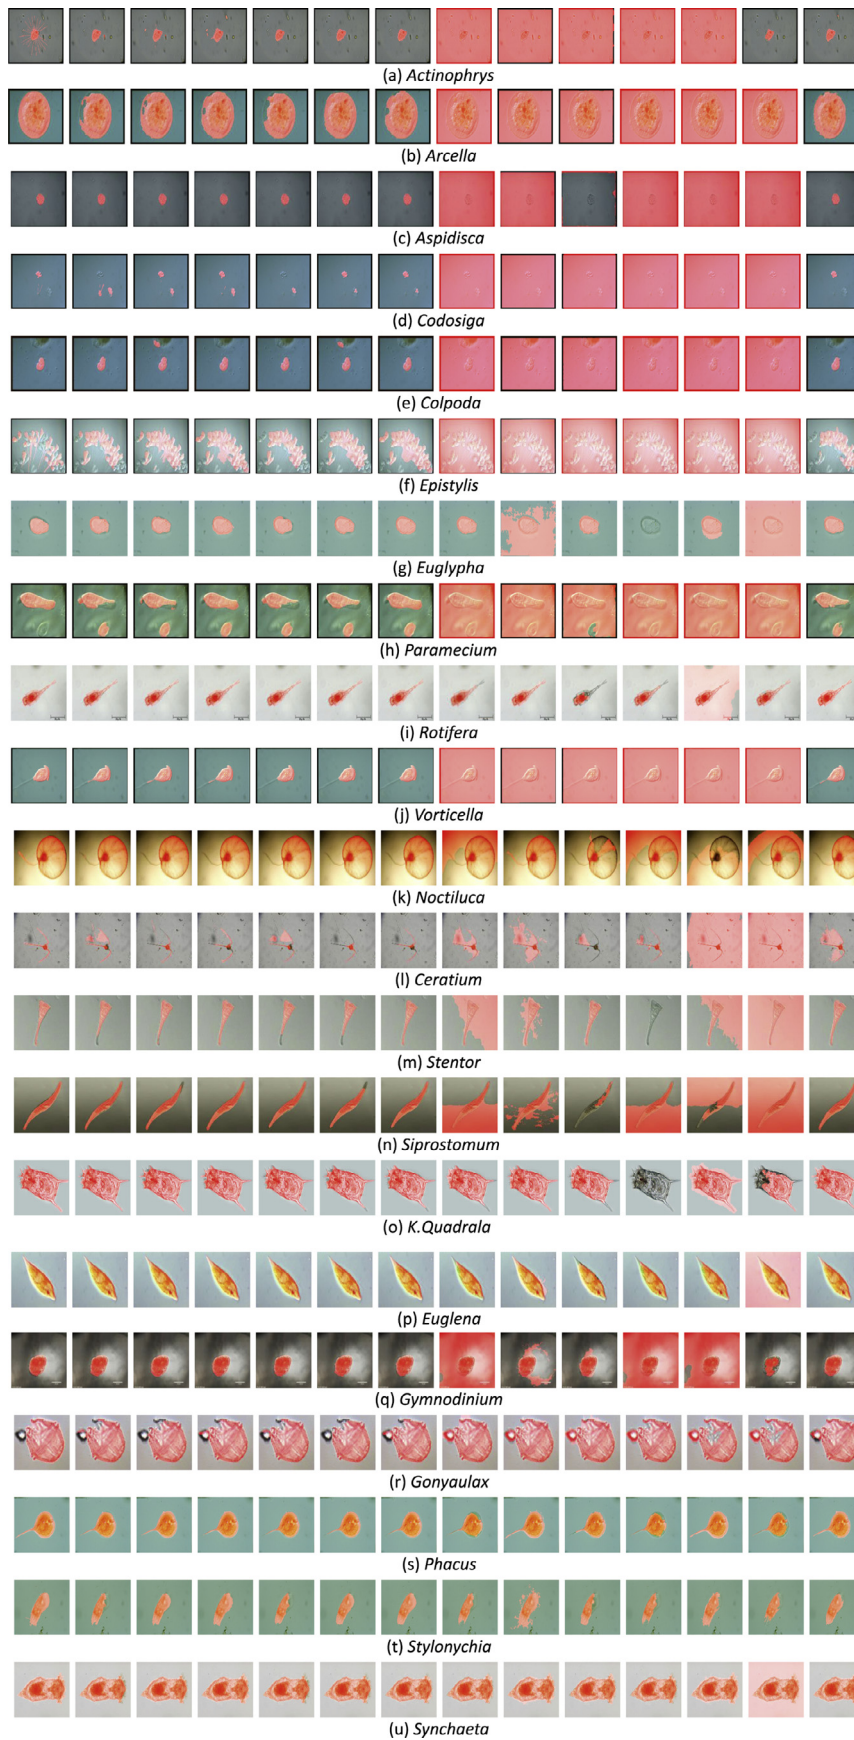 (a) Actinophrys
(b) Arcella
(c) Aspidisca
(d) Codosiga
(e) Colpoda
(f) Epistylis
(g) Euglypha
(h) Paramecium
(i) Rotifera
(j) Vorticella
(k) Noctiluca
(l) Ceratium
(m) Stentor
(n) Siprostomum
(o) K.Quadrala
(p) Euglena
(q) Gymnodinium
(r) Gonyaulax
(s) Phacus
(t) Stylonychia
(u) Synchaeta